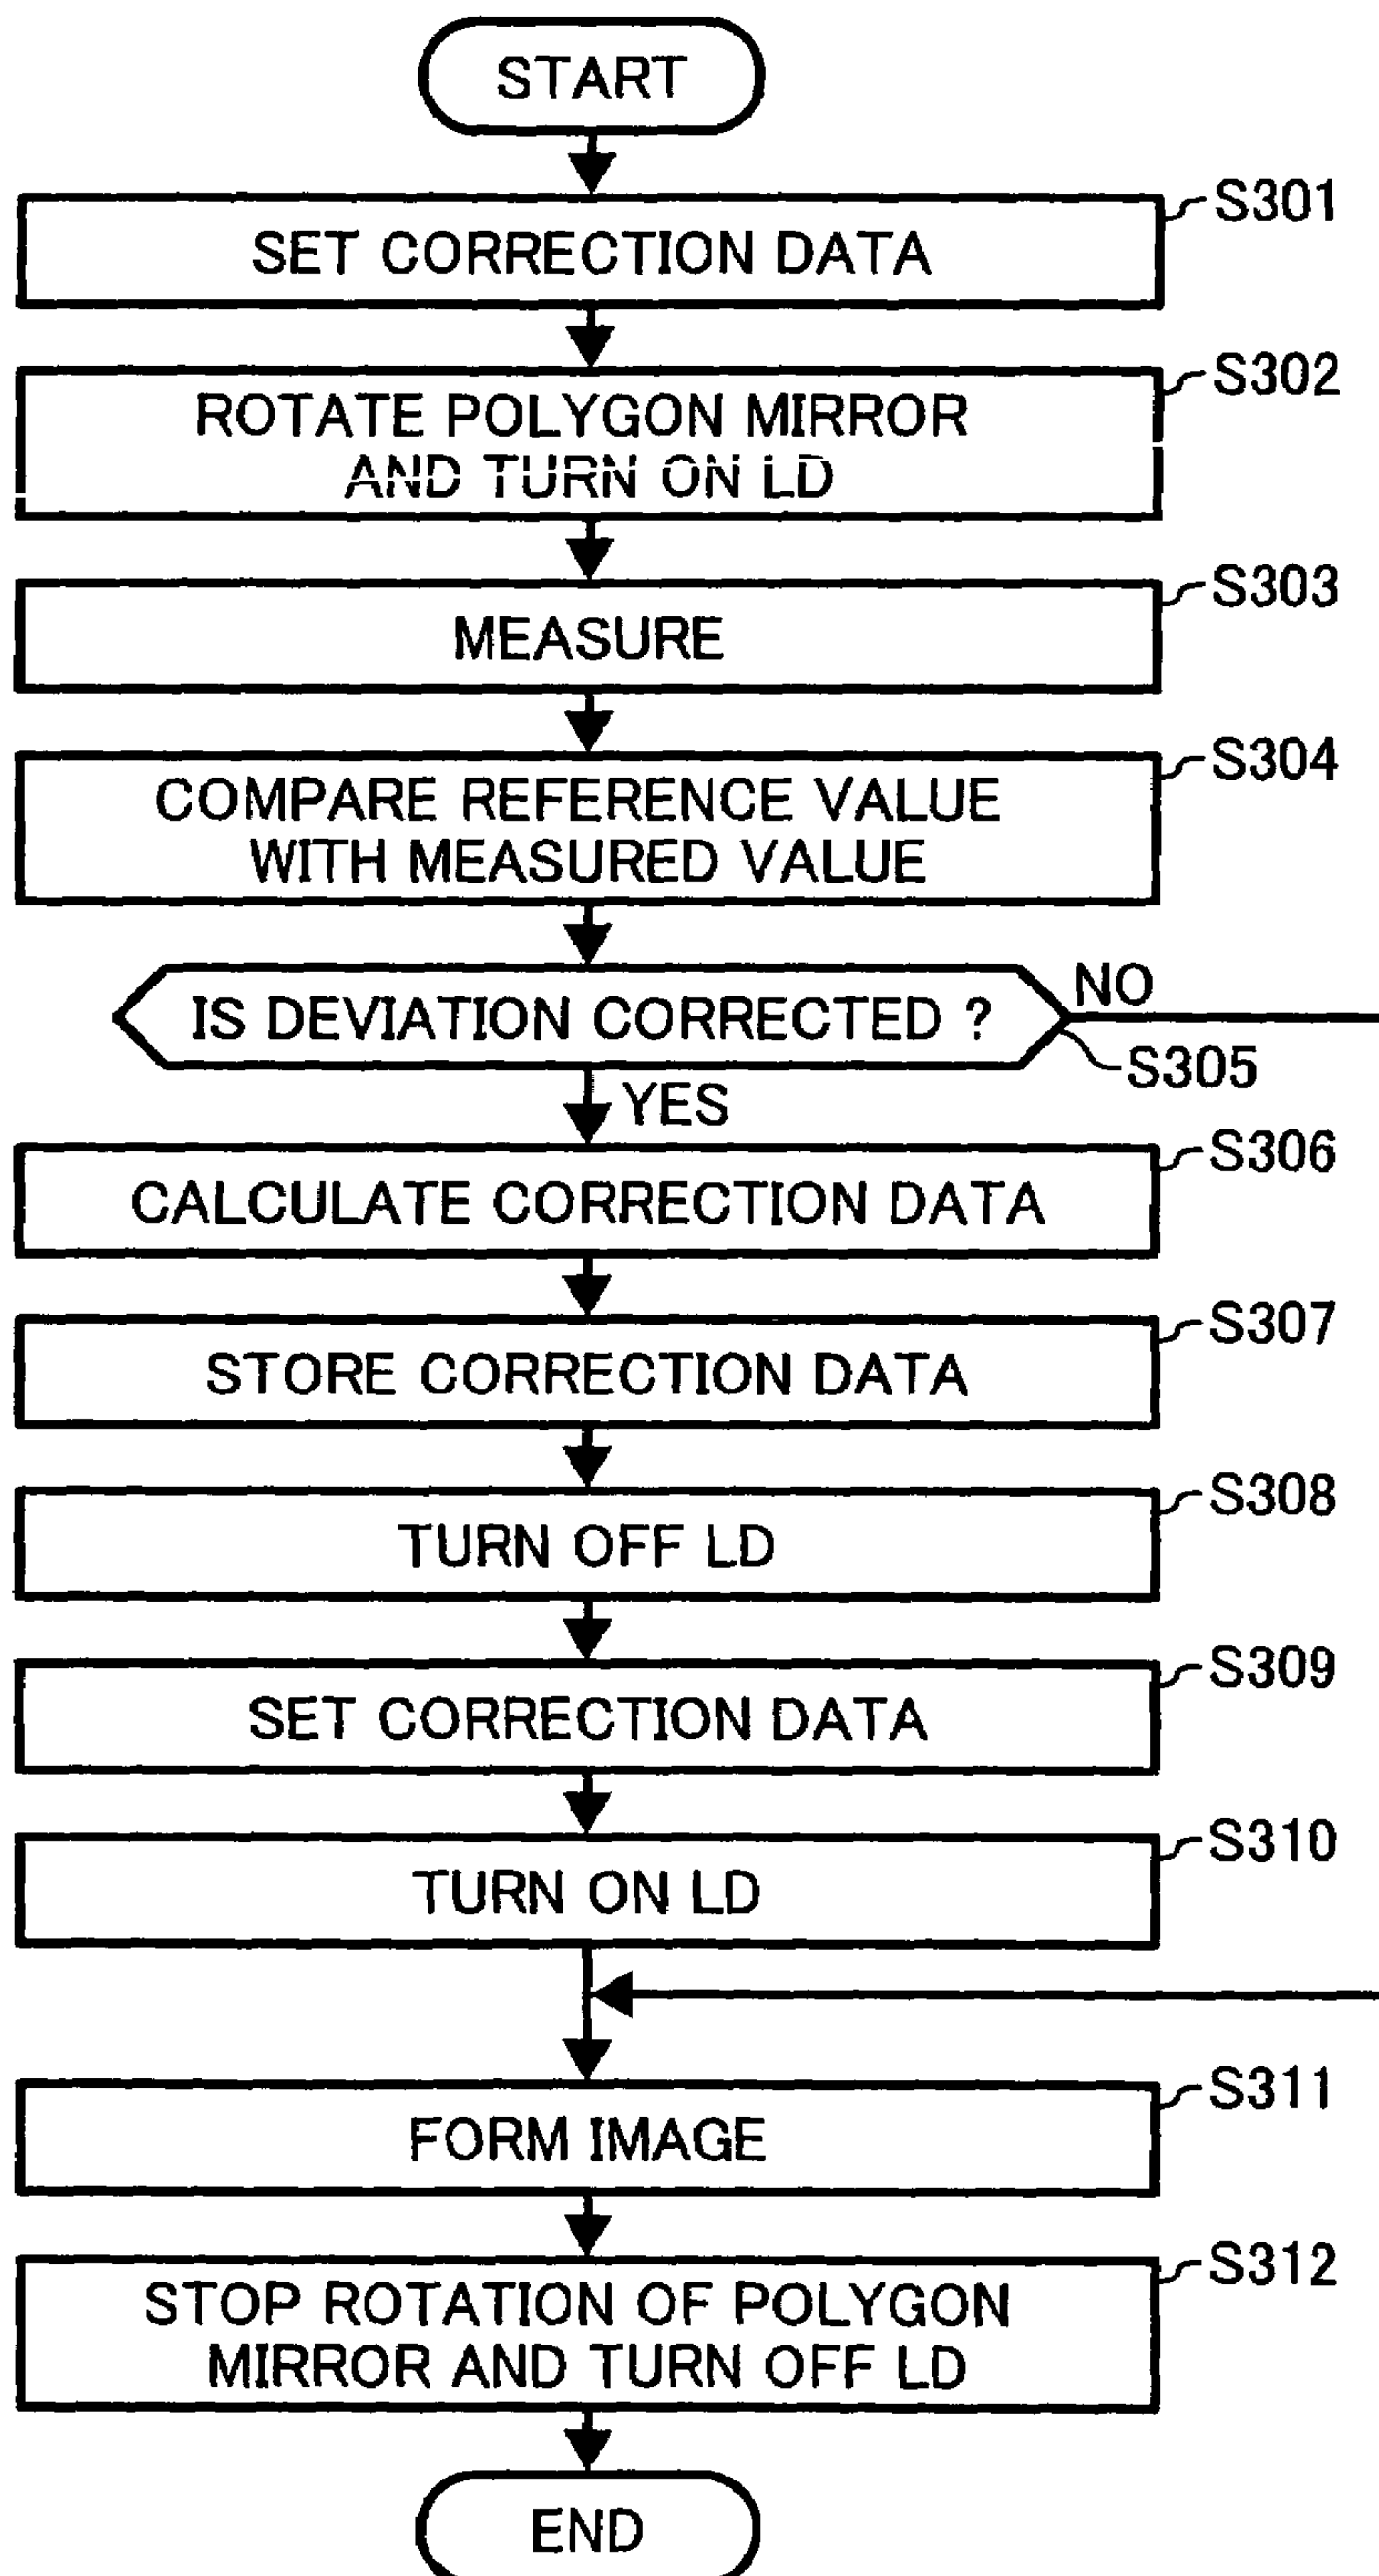 START
S301
SET CORRECTION DATA
S302
ROTATE POLYGON MIRROR
AND TURN ON LD
S303
MEASURE
S304
COMPARE REFERENCE VALUE
WITH MEASURED VALUE
IS DEVIATION CORRECTED ?
NO
S305
YES
S306
CALCULATE CORRECTION DATA
S307
STORE CORRECTION DATA
S308
TURN OFF LD
S309
SET CORRECTION DATA
S310
TURN ON LD
S311
FORM IMAGE
S312
STOP ROTATION OF POLYGON
MIRROR AND TURN OFF LD
END